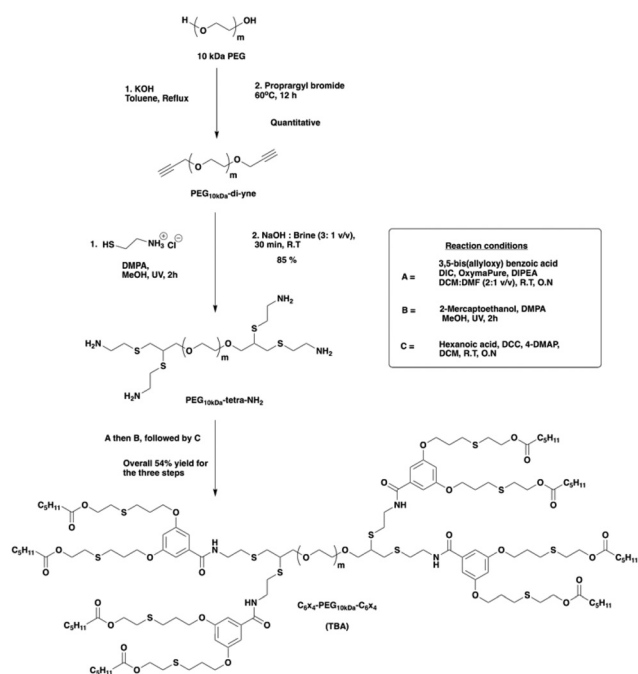 H
O
OH
m
10 kDa PEG
1. KOH
Toluene, Reflux
2. Proprargyl bromide
60°C, 12 h
Quantitative
O
O
m
PEG10kDa-di-yne
1.
HS
NH3
+
Cl
−
DMPA,
MeOH, UV, 2h
2. NaOH : Brine (3: 1 v/v),
30 min, R.T
85 %
Reaction conditions
A = 3,5-bis(allyloxy) benzoic acid
DIC, OxymaPure, DIPEA
DCM:DMF (2:1 v/v), R.T, O.N
B = 2-Mercaptoethanol, DMPA
MeOH, UV, 2h
C = Hexanoic acid, DCC, 4-DMAP,
DCM, R.T, O.N
NH2
S
H2N
S
O
O
m
S
NH2
S
H2N
PEG10kDa-tetra-NH2
A then B, followed by C
Overall 54% yield for
the three steps
O
S
O
C5H11
O
O
S
O
C5H11
O
O
NH
S
C5H11
O
O
S
O
C5H11
O
O
S
O
O
N
H
S
S
O
O
m
S
N
H
O
O
S
O
C5H11
O
O
S
O
C5H11
O
NH
O
C5H11
O
O
S
O
C5H11
O
O
S
O
C6x4-PEG10kDa-C6x4
(TBA)